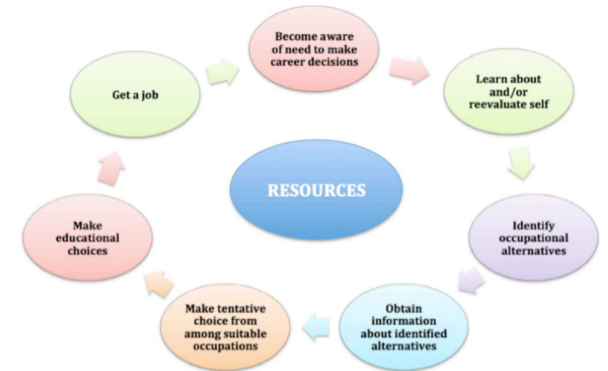 Become aware
of need to make
career decisions
Learn about
and/or
reevaluate self
Identify
occupational
alternatives
Obtain
information
about identified
alternatives
Make tentative
choice from
among suitable
occupations
Make
educational
choices
Get a job
RESOURCES